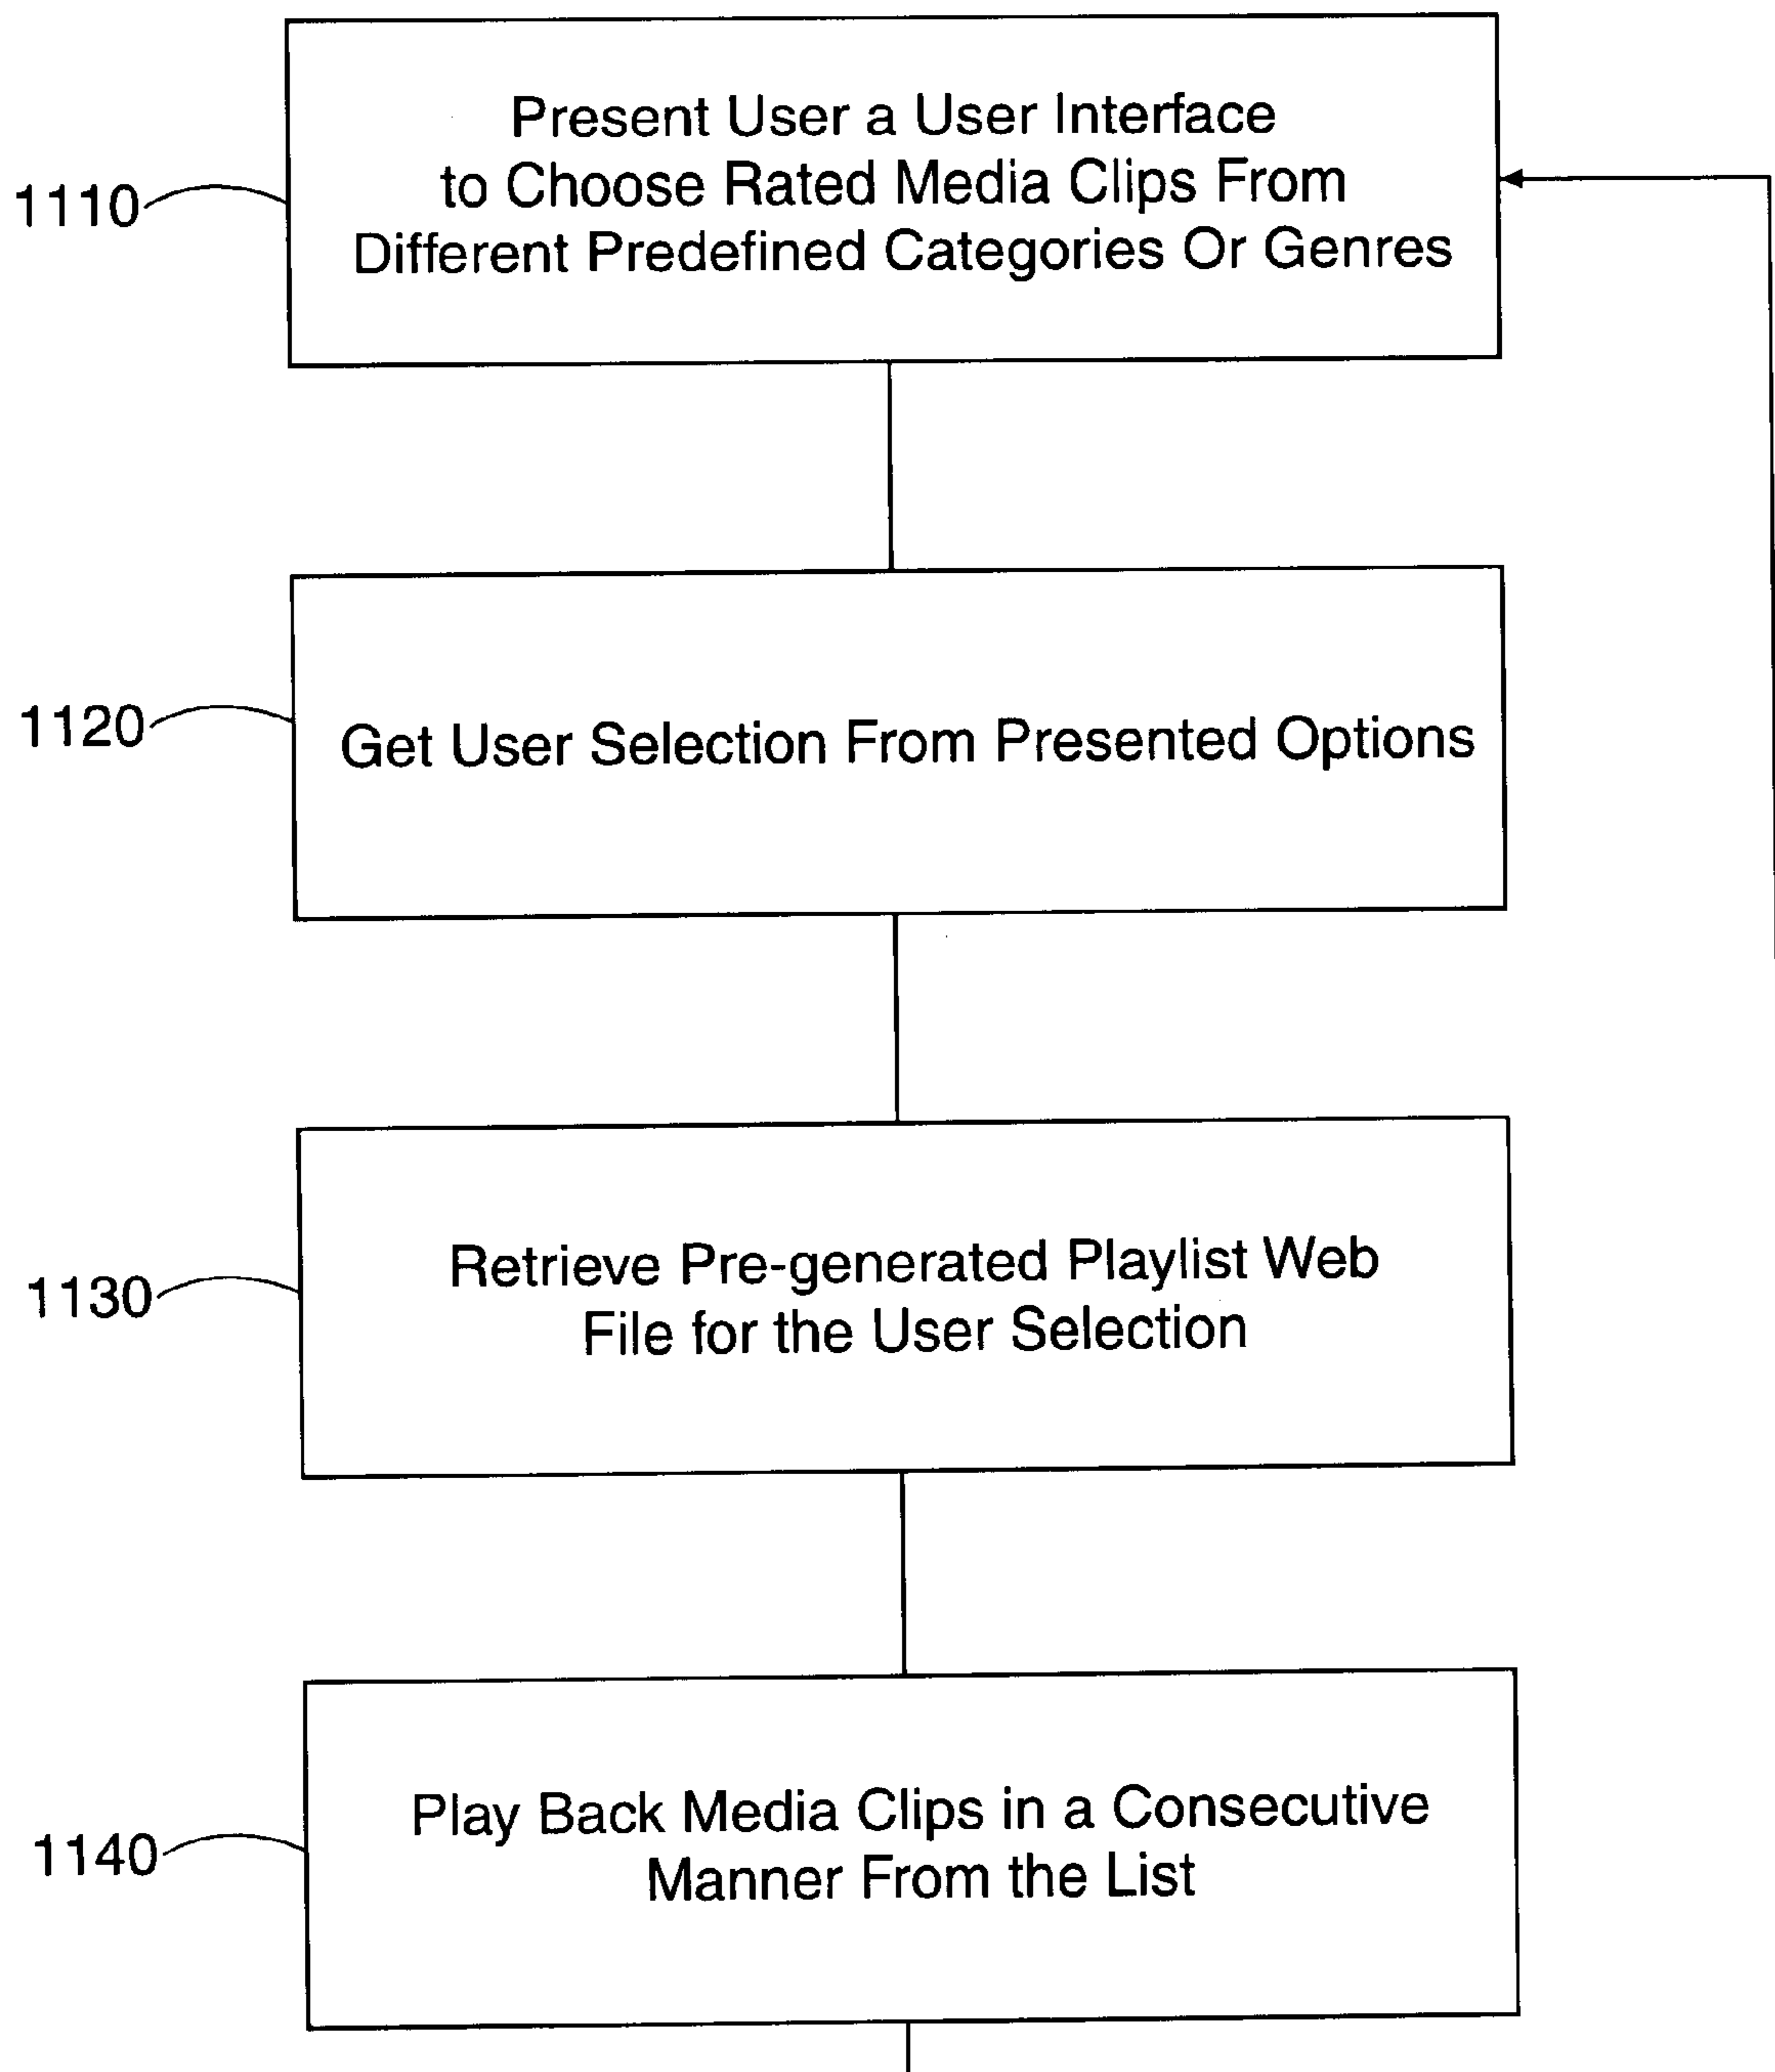 Present User a User Interface
to Choose Rated Media Clips From
Different Predefined Categories Or Genres
1110
Get User Selection From Presented Options
1120
Retrieve Pre-generated Playlist Web
File for the User Selection
1130
Play Back Media Clips in a Consecutive
Manner From the List
1140